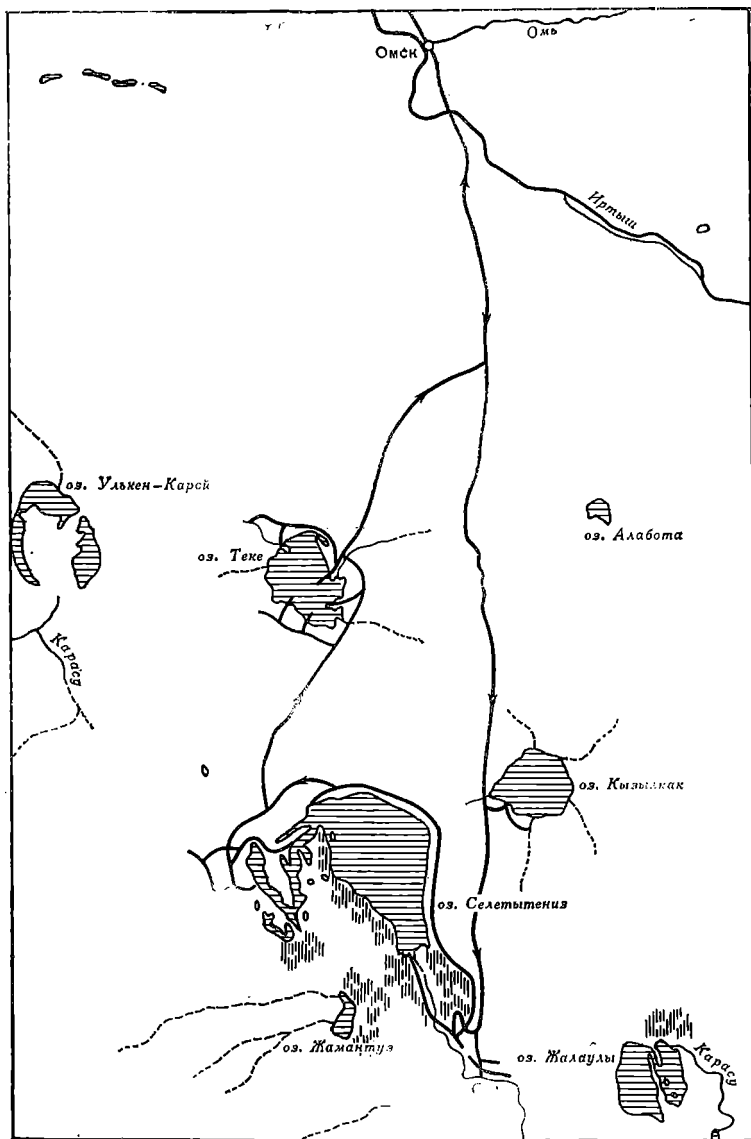 Омь
Омск
Иртыш
оз. Улькен-Карой
оз. Алабота
оз. Теке
Карасу
оз. Кызылкак
оз. Селетытениз
оз. Жамантуз
оз. Жалаулы
Карасу